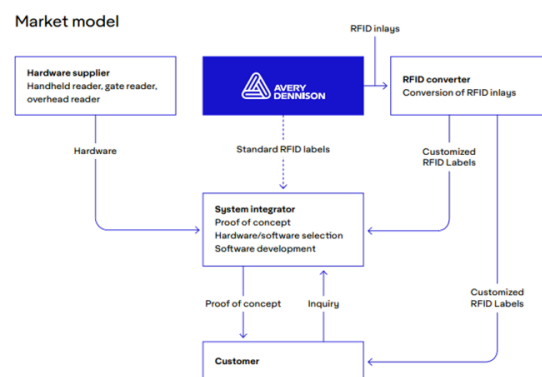 Market model
RFID inlays
Hardware supplier
Handheld reader, gate reader,
overhead reader
AVERY
DENNISON
RFID converter
Conversion of RFID inlays
Hardware
Standard RFID labels
Customized
RFID Labels
System integrator
Proof of concept
Hardware/software selection
Software development
Proof of concept
Inquiry
Customized
RFID Labels
Customer